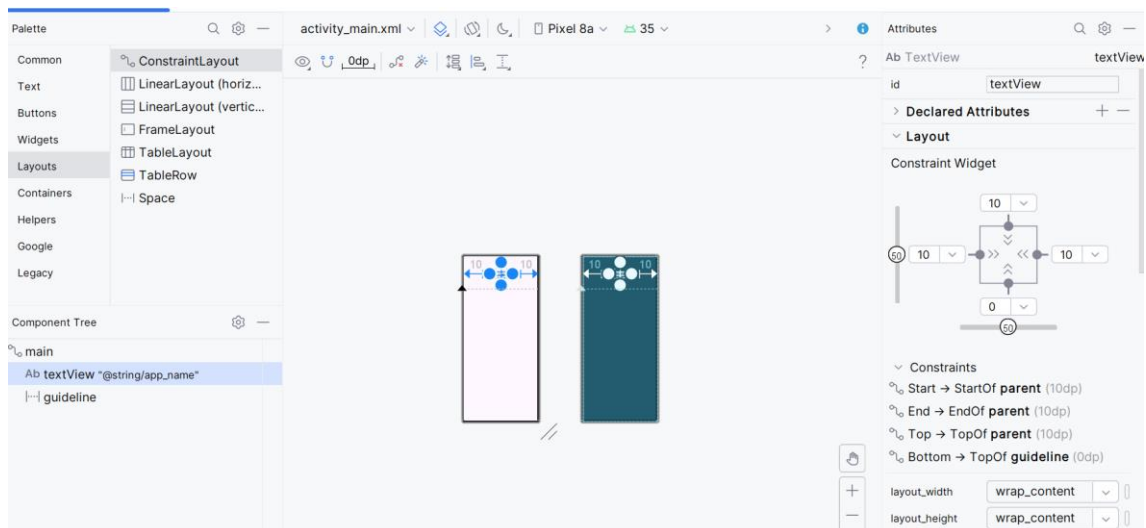 Palette
activity_main.xml
Pixel 8a
35
Attributes
Common
ConstraintLayout
0dp
?
Ab TextView
textView
Text
LinearLayout (horiz...
id
textView
Buttons
LinearLayout (vertic...
Declared Attributes
Widgets
FrameLayout
Layout
TableLayout
Layouts
TableRow
Constraint Widget
Containers
Space
10
Helpers
Google
50
10
10
Legacy
10
10
10
10
0
50
Component Tree
main
Ab textView "@string/app_name"
guideline
Constraints
Start → StartOf parent (10dp)
End → EndOf parent (10dp)
Top → TopOf parent (10dp)
Bottom → TopOf guideline (0dp)
layout_width
wrap_content
layout_height
wrap_content